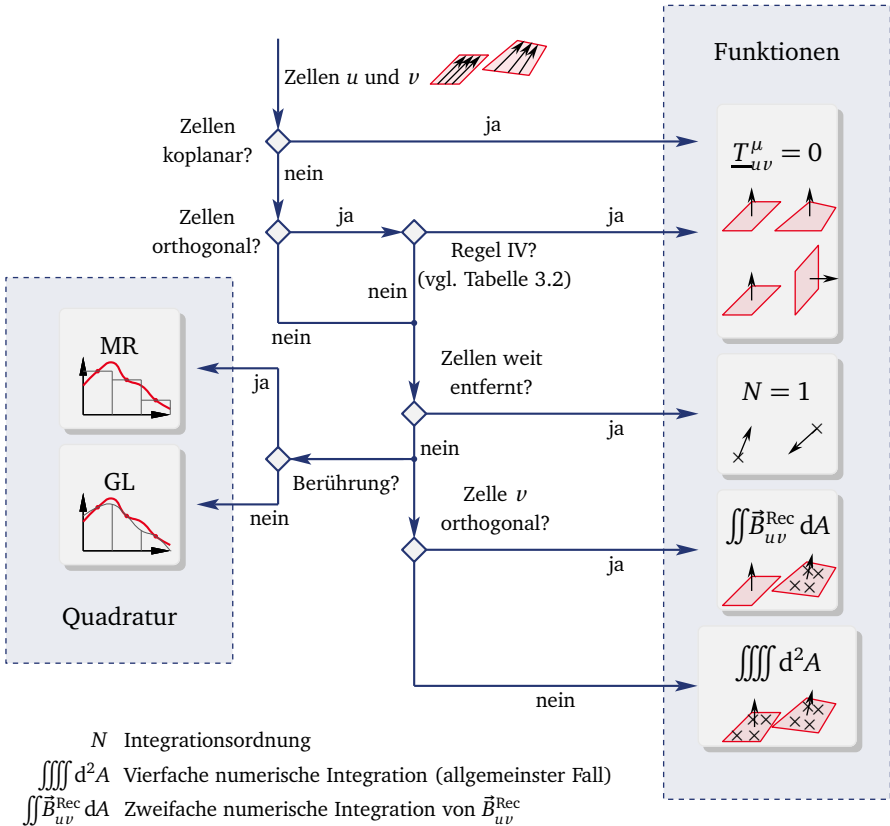 Funktionen
Zellen u und v
Zellen
koplanar?
ja
nein
T^μ_uv = 0
Zellen
orthogonal?
ja
Regel IV?
(vgl. Tabelle 3.2)
ja
nein
nein
MR
Zellen weit
entfernt?
ja
N = 1
ja
nein
Berührung?
GL
nein
Zelle v
orthogonal?
∬B⃗^Rec_uv dA
ja
Quadratur
⨌ d²A
nein
N Integrationsordnung
⨌ d²A Vierfache numerische Integration (allgemeinster Fall)
∬B⃗^Rec_uv dA Zweifache numerische Integration von B⃗^Rec_uv